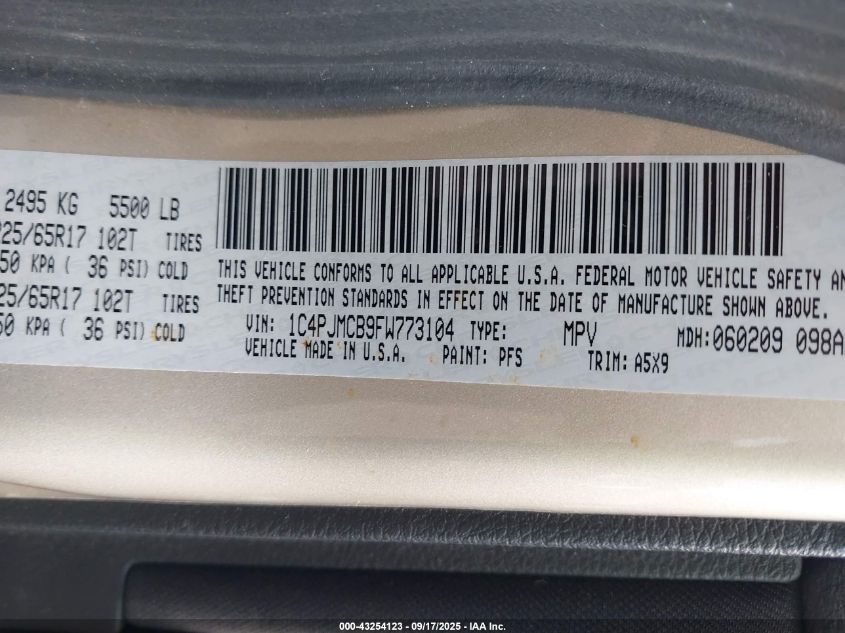 2495 KG 5500 LB
225/65R17 102T TIRES
50 KPA ( 36 PSI) COLD
25/65R17 102T TIRES
50 KPA ( 36 PSI) COLD
THIS VEHICLE CONFORMS TO ALL APPLICABLE U.S.A. FEDERAL MOTOR VEHICLE SAFETY AN
THEFT PREVENTION STANDARDS IN EFFECT ON THE DATE OF MANUFACTURE SHOWN ABOVE.
VIN: 1C4PJMCB9FW773104 TYPE: MPV MDH:060209 098A
VEHICLE MADE IN U.S.A. PAINT: PFS TRIM: A5X9
000-43254123 - 09/17/2025 - IAA Inc.